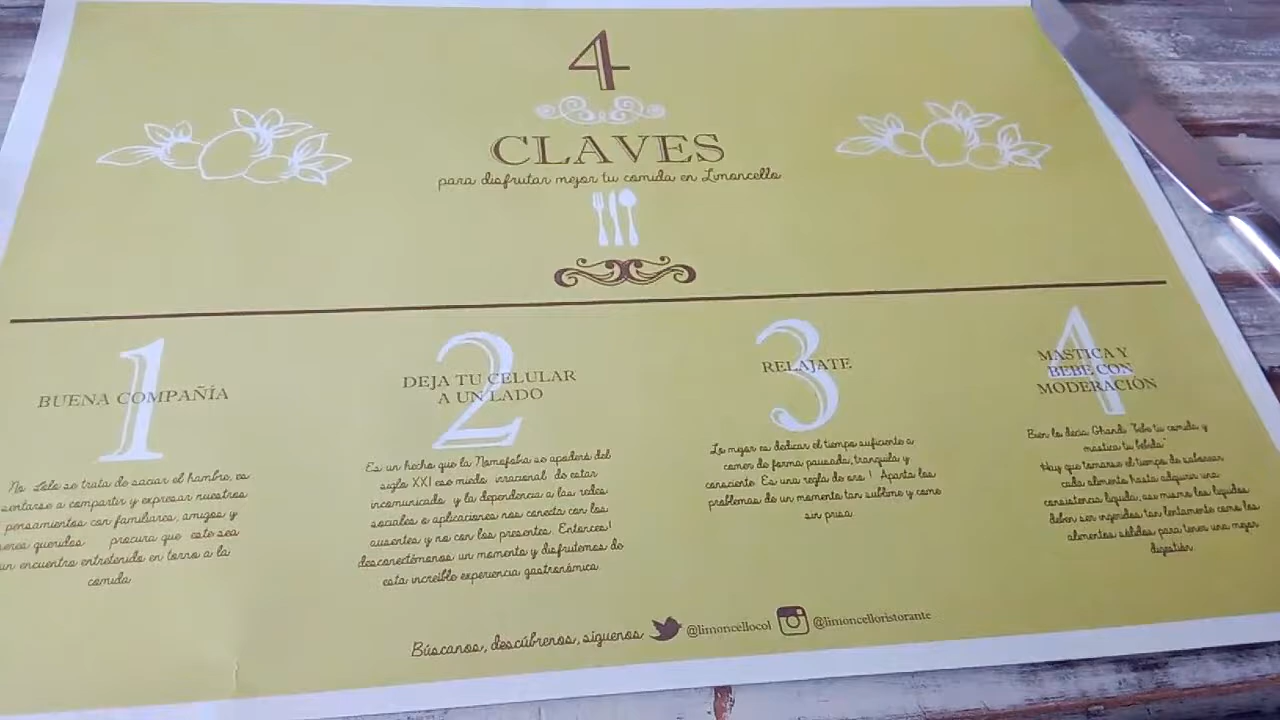 4
CLAVES
para disfrutar mejor tu comida en Limoncello
1
BUENA COMPAÑÍA
No Sólo se trata de saciar el hambre, es
sentarse a compartir y expresar nuestros
pensamientos con familiares, amigos y
seres queridos procura que este sea
un encuentro entretenido en torno a la
comida
2
DEJA TU CELULAR
A UN LADO
Es un hecho que la Nomofobia se apoderó del
siglo XXI ese miedo irracional de estar
incomunicado y la dependencia a las redes
sociales o aplicaciones nos conecta con los
ausentes y no con los presentes. Entonces!
desconectémonos un momento y disfrutemos de
esta increíble experiencia gastronómica
3
RELAJATE
Lo mejor es dedicar el tiempo suficiente a
comer de forma pausada, tranquila y
consciente. Es una regla de oro ! Aparta los
problemas de un momento tan sublime y come
sin prisa
4
MASTICA Y
BEBE CON
MODERACIÓN
Bien lo decía Ghandi "bebe tu comida y
mastica tu bebida"
Hay que tomarse el tiempo de saborear
cada alimento hasta adquirir una
consistencia líquida, así mismo los líquidos
deben ser ingeridos tan lentamente como los
alimentos sólidos para tener una mejor
digestión
Búscanos, descúbrenos, síguenos @limoncellocol @limoncelloristorante